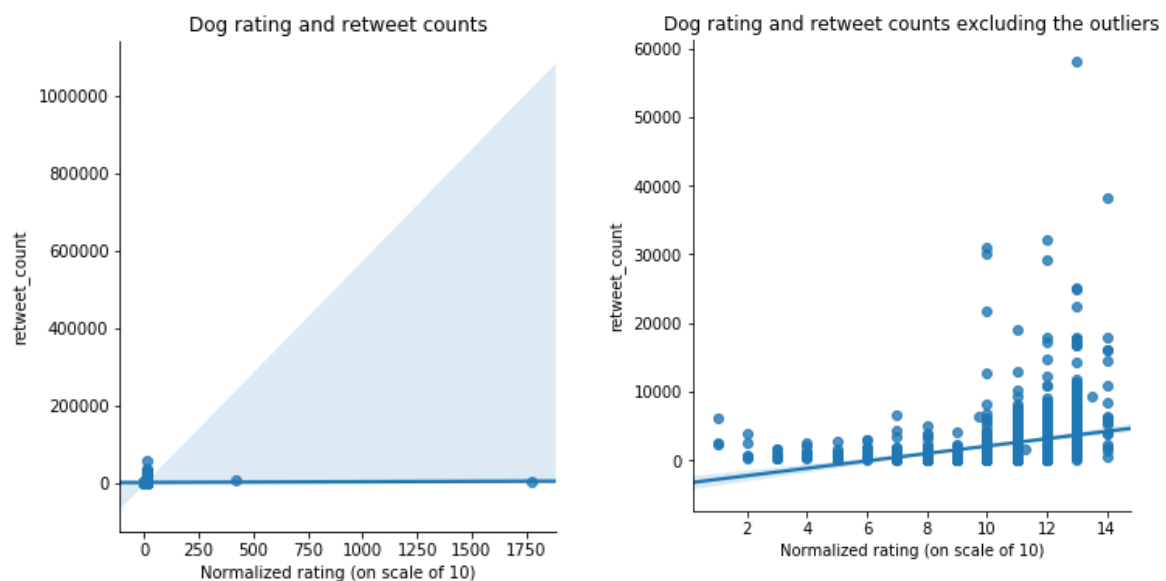 Dog rating and retweet counts
1000000
800000
600000
400000
200000
0
retweet_count
0 250 500 750 1000 1250 1500 1750
Normalized rating (on scale of 10)
Dog rating and retweet counts excluding the outliers
60000
50000
40000
30000
20000
10000
0
retweet_count
2 4 6 8 10 12 14
Normalized rating (on scale of 10)